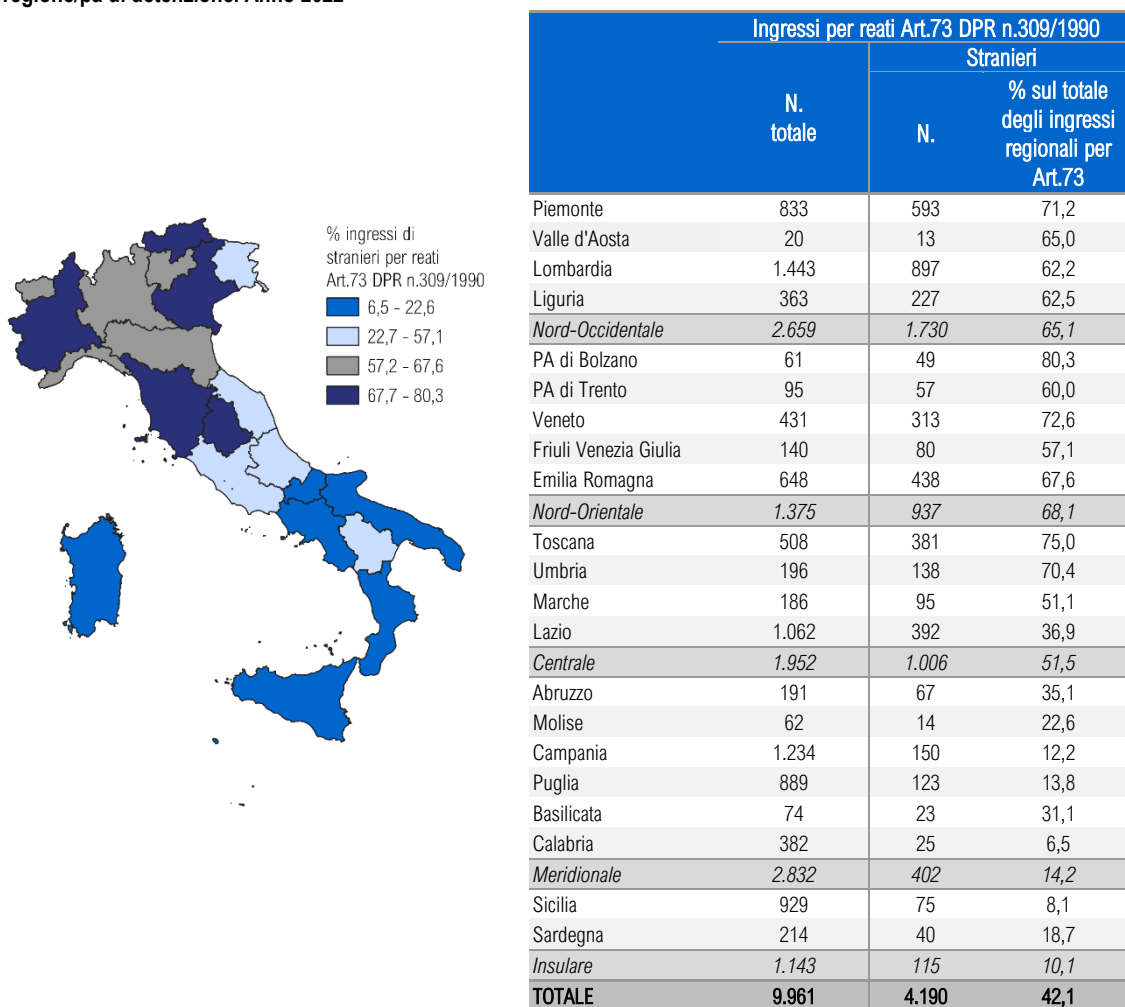 regione/pa di detenzione. Anno 2022
% ingressi di
stranieri per reati
Art.73 DPR n.309/1990
6,5 - 22,6
22,7 - 57,1
57,2 - 67,6
67,7 - 80,3
Ingressi per reati Art.73 DPR n.309/1990
Stranieri
N.
totale
N.
% sul totale
degli ingressi
regionali per
Art.73
Piemonte 833 593 71,2
Valle d'Aosta 20 13 65,0
Lombardia 1.443 897 62,2
Liguria 363 227 62,5
Nord-Occidentale 2.659 1.730 65,1
PA di Bolzano 61 49 80,3
PA di Trento 95 57 60,0
Veneto 431 313 72,6
Friuli Venezia Giulia 140 80 57,1
Emilia Romagna 648 438 67,6
Nord-Orientale 1.375 937 68,1
Toscana 508 381 75,0
Umbria 196 138 70,4
Marche 186 95 51,1
Lazio 1.062 392 36,9
Centrale 1.952 1.006 51,5
Abruzzo 191 67 35,1
Molise 62 14 22,6
Campania 1.234 150 12,2
Puglia 889 123 13,8
Basilicata 74 23 31,1
Calabria 382 25 6,5
Meridionale 2.832 402 14,2
Sicilia 929 75 8,1
Sardegna 214 40 18,7
Insulare 1.143 115 10,1
TOTALE 9.961 4.190 42,1